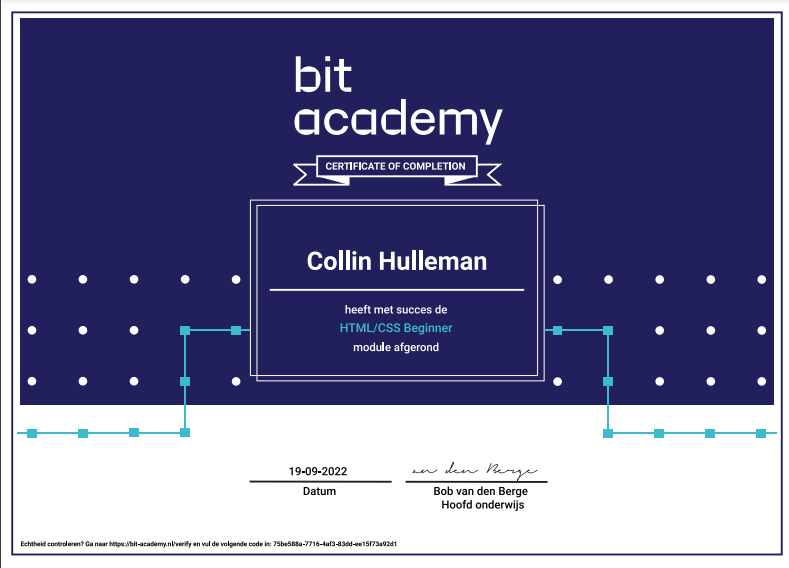 bit
academy
CERTIFICATE OF COMPLETION
Collin Hulleman
heeft met succes de
HTML/CSS Beginner
module afgerond
19-09-2022
Datum
an den Berge
Bob van den Berge
Hoofd onderwijs
Echtheid controleren? Ga naar https://bit-academy.nl/verify en vul de volgende code in: 75be588a-7716-4af3-83dd-ee15f73a92d1